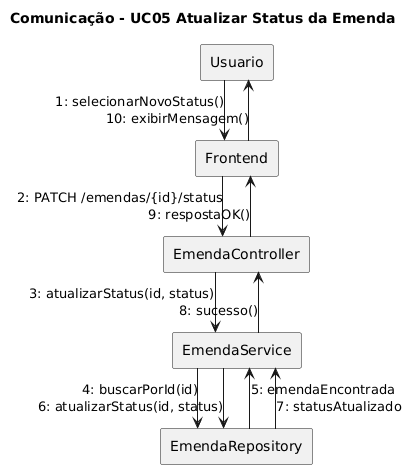 Comunicação - UC05 Atualizar Status da Emenda
Usuario
1: selecionarNovoStatus()
10: exibirMensagem()
Frontend
2: PATCH /emendas/{id}/status
9: respostaOK()
EmendaController
3: atualizarStatus(id, status)
8: sucesso()
EmendaService
4: buscarPorId(id)
5: emendaEncontrada
6: atualizarStatus(id, status)
7: statusAtualizado
EmendaRepository